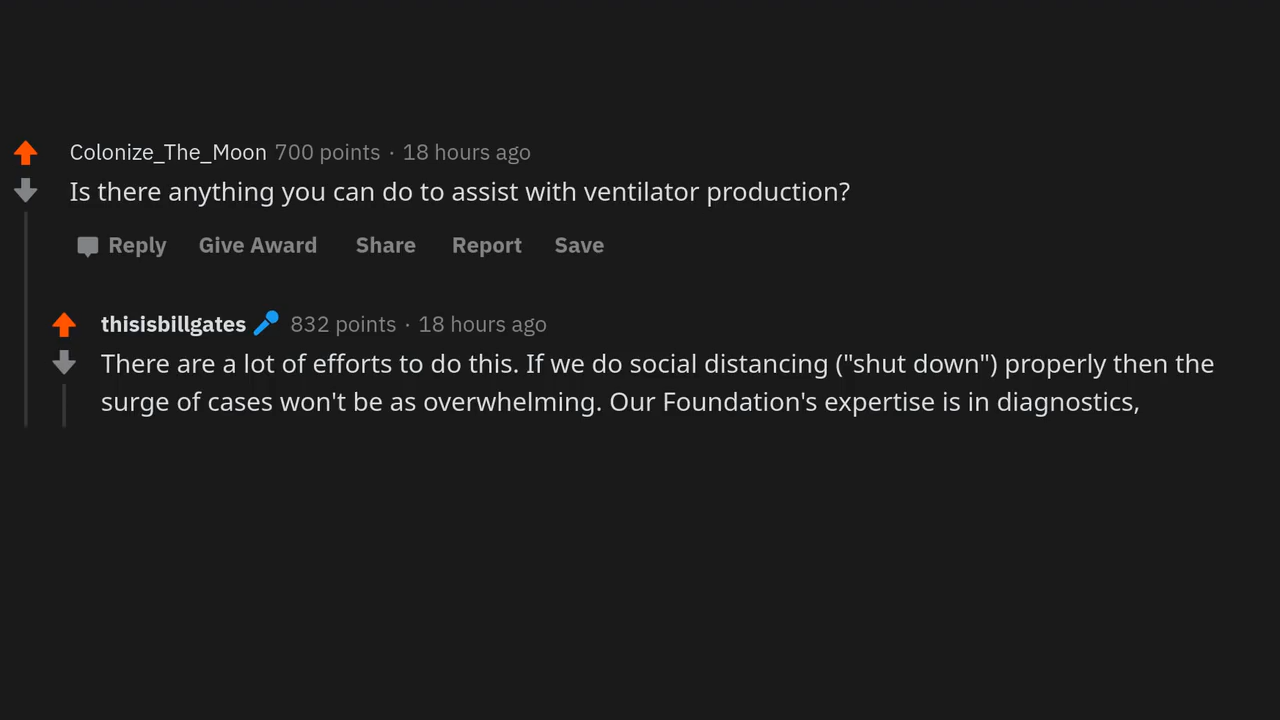 Colonize_The_Moon 700 points · 18 hours ago
Is there anything you can do to assist with ventilator production?
Reply Give Award Share Report Save
thisisbillgates 832 points · 18 hours ago
There are a lot of efforts to do this. If we do social distancing ("shut down") properly then the
surge of cases won't be as overwhelming. Our Foundation's expertise is in diagnostics,